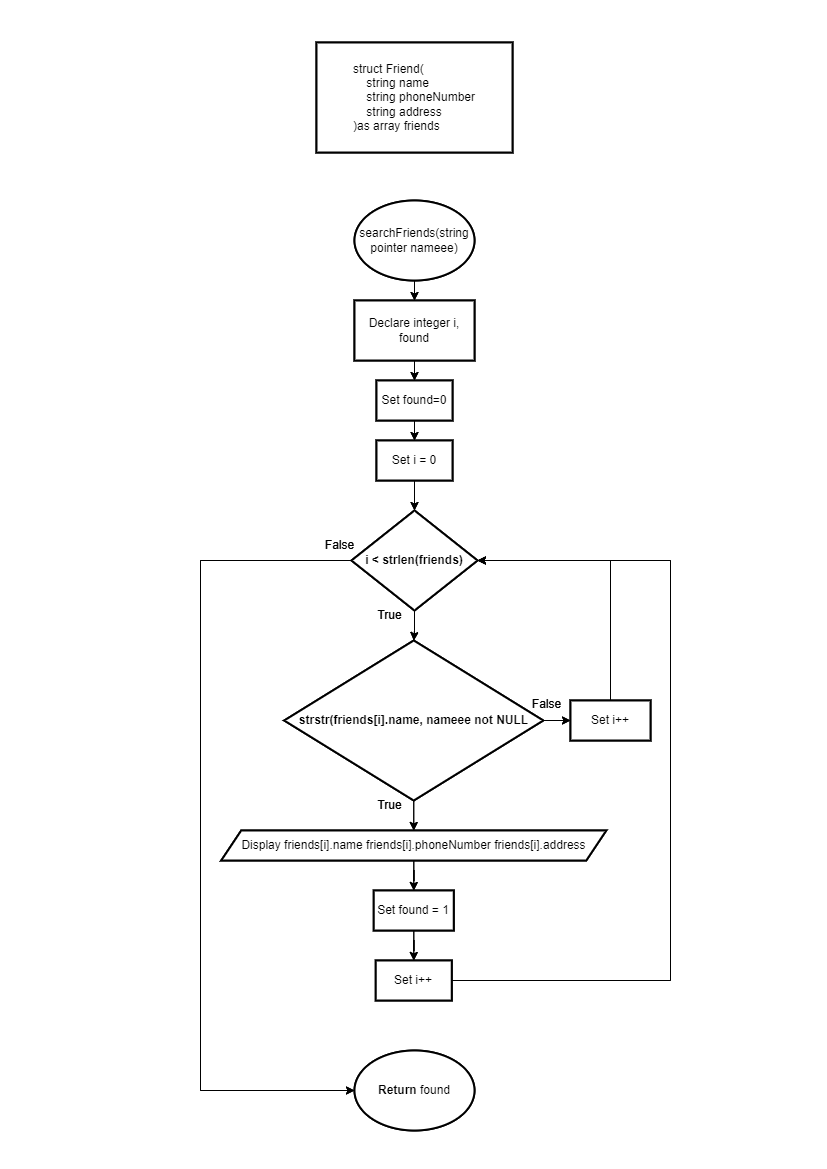 struct Friend(
string name
string phoneNumber
string address
)as array friends
searchFriends(string
pointer nameee)
Declare integer i,
found
Set found=0
Set i = 0
False
i < strlen(friends)
True
False
strstr(friends[i].name, nameee not NULL
Set i++
True
Display friends[i].name friends[i].phoneNumber friends[i].address
Set found = 1
Set i++
Return found